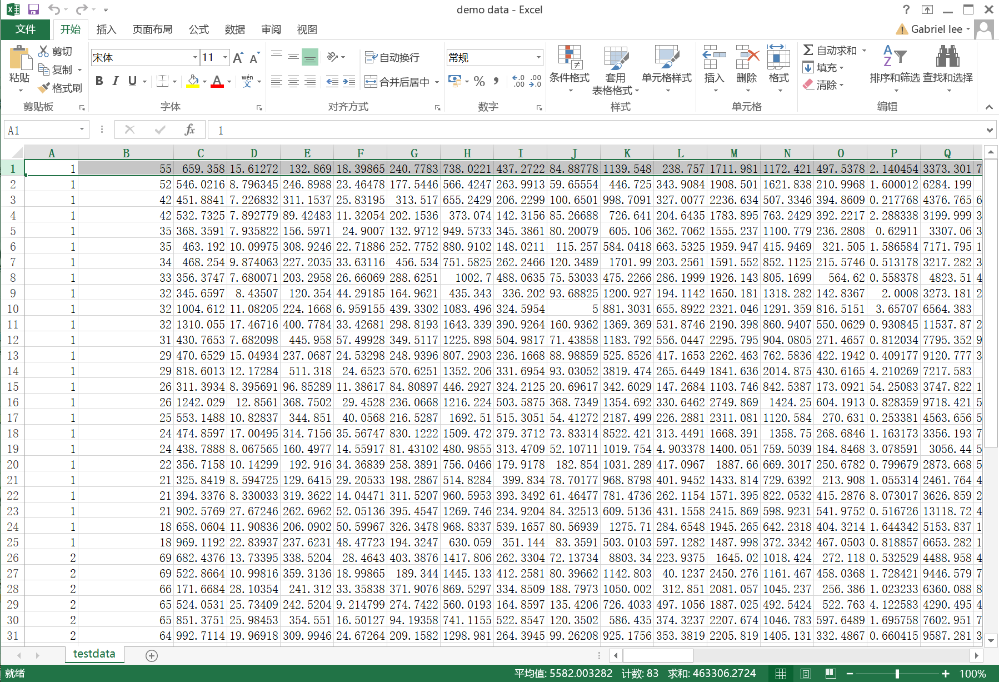 demo data - Excel
文件 开始 插入 页面布局 公式 数据 审阅 视图 Gabriel lee
粘贴 剪切 复制 格式刷 剪贴板
宋体 11 B I U A wén 文 字体
自动换行 合并后居中 对齐方式
常规 % , .00 .0 数字
条件格式 套用 表格格式 单元格样式 样式
插入 删除 格式 单元格
自动求和 填充 清除 排序和筛选 查找和选择 编辑
A1 fx 1
A B C D E F G H I J K L M N O P Q
1 1 55 659.358 15.61272 132.869 18.39865 240.7783 738.0221 437.2722 84.88778 1139.548 238.757 1711.981 1172.421 497.5378 2.140454 3373.301 7
2 1 52 546.0216 8.796345 246.8988 23.46478 177.5446 566.4247 263.9913 59.65554 446.725 343.9084 1908.501 1621.838 210.9968 1.600012 6284.199
3 1 42 451.8841 7.226832 311.1537 25.83195 313.517 655.2429 206.2299 100.6501 998.7091 327.0077 2236.634 507.3346 394.8609 0.217768 4376.765 6
4 1 42 532.7325 7.892779 89.42483 11.32054 202.1536 373.074 142.3156 85.26688 726.641 204.6435 1783.895 763.2429 392.2217 2.288338 3199.999 3
5 1 35 368.3591 7.935822 156.5971 24.9007 132.9712 949.5733 345.3861 80.20079 605.106 362.7062 1555.237 1100.779 236.2808 0.62911 3307.06 3
6 1 35 463.192 10.09975 308.9246 22.71886 252.7752 880.9102 148.0211 115.257 584.0418 663.5325 1959.947 415.9469 321.505 1.586584 7171.795 1
7 1 34 468.254 9.874063 227.2035 33.63116 456.534 751.5825 262.2466 120.3489 1701.99 203.2561 1591.552 852.1125 215.5746 0.513178 3217.282 3
8 1 33 356.3747 7.680071 203.2958 26.66069 288.6251 1002.7 488.0635 75.53033 475.2266 286.1999 1926.143 805.1699 564.62 0.558378 4823.51 4
9 1 32 345.6597 8.43507 120.354 44.29185 164.9621 435.343 336.202 93.68825 1200.927 194.1142 1650.181 1318.282 142.8367 2.0008 3273.181 2
10 1 32 1004.612 11.08205 224.1668 6.959155 439.3302 1083.496 324.5954 5 881.3031 655.8922 2321.046 1291.359 816.5151 3.65707 6564.383
11 1 32 1310.055 17.46716 400.7784 33.42681 298.8193 1643.339 390.9264 160.9362 1369.369 531.8746 2190.398 860.9407 550.0629 0.930845 11537.87 2
12 1 31 430.7653 7.682098 445.958 57.49928 349.5117 1225.898 504.9817 71.43858 1183.792 556.0447 2295.795 904.0805 271.4657 0.812034 7795.352 9
13 1 29 470.6529 15.04934 237.0687 24.53298 248.9396 807.2903 236.1668 88.98859 525.8526 417.1653 2262.463 762.5836 422.1942 0.409177 9120.777 3
14 1 29 818.6013 12.17284 511.318 24.6523 570.6251 1352.206 331.6954 93.03052 3819.474 265.6449 1841.636 2014.875 430.6165 4.210269 7217.583
15 1 26 311.3934 8.395691 96.85289 11.38617 84.80897 446.2927 324.2125 20.69617 342.6029 147.2684 1103.746 842.5387 173.0921 54.25083 3747.822 1
16 1 26 1242.029 12.8561 368.7502 29.4528 236.0668 1216.224 503.5875 368.7349 1354.692 330.6462 2749.869 1424.25 604.1913 0.828359 9718.421 5
17 1 25 553.1488 10.82837 344.851 40.0568 216.5287 1692.51 515.3051 54.41272 2187.499 226.2881 2311.081 1120.584 270.631 0.253381 4563.656 5
18 1 24 474.8597 17.00495 314.7156 35.56747 830.1222 1509.472 379.3712 73.83314 8522.421 313.4491 1668.391 1358.75 268.6846 1.163173 3356.193 7
19 1 24 438.7888 8.067565 160.4977 14.55917 81.43102 480.9855 313.4709 52.10711 1019.754 4.903378 1400.051 759.5039 184.8468 3.078591 3056.44 5
20 1 22 356.7158 10.14299 192.916 34.36839 258.3891 756.0466 179.9178 182.854 1031.289 417.0967 1887.66 669.3017 250.6782 0.799679 2873.668 5
21 1 21 325.8419 8.594725 129.6415 29.20533 198.2867 514.8284 399.834 78.70177 968.8798 401.9452 1433.814 729.6392 213.908 1.055314 2461.764 4
22 1 21 394.3376 8.330033 319.3622 14.04471 311.5207 960.5953 393.3492 61.46477 781.4736 262.1154 1571.395 822.0532 415.2876 8.073017 3626.859 2
23 1 21 902.5769 27.67246 262.6962 52.05136 395.4547 1269.746 234.9204 84.32513 609.5136 431.1558 2415.869 598.9231 541.9752 0.516726 13118.72 4
24 1 18 658.0604 11.90836 206.0902 50.59967 326.3478 968.8337 539.1657 80.56939 1275.71 284.6548 1945.265 642.2318 404.3214 1.644342 5153.837 1
25 1 18 969.1192 22.83937 237.6231 48.47723 194.3247 630.059 351.144 83.3591 503.0103 597.1282 1487.998 372.3342 467.0503 0.818857 6653.282 1
26 2 69 682.4376 13.73395 338.5204 28.4643 403.3876 1417.806 262.3304 72.13734 8803.34 223.9375 1645.02 1018.424 272.118 0.532529 4488.958 4
27 2 69 522.8664 10.99816 359.3136 18.99865 189.344 1445.133 412.2581 80.39662 1142.803 40.1237 2450.276 1161.467 458.0368 1.728421 9446.579 7
28 2 66 171.6684 28.10354 241.312 33.35838 371.9076 869.5297 334.8509 188.7973 1050.002 312.851 2081.057 1045.237 256.386 1.023233 6360.088 8
29 2 65 524.0531 25.73409 242.5204 9.214799 274.7422 560.0193 164.8597 135.4206 726.4033 497.1056 1887.025 492.5424 522.763 4.122583 4290.495 4
30 2 65 851.3751 25.98453 354.551 16.50127 94.19358 741.1155 522.8547 120.3502 586.435 374.3237 2207.674 1046.783 597.6489 1.695758 7602.951 7
31 2 64 992.7114 19.96918 309.9946 24.67264 209.1582 1298.981 264.3945 99.26208 925.1756 353.3819 2205.819 1405.131 332.4867 0.660415 9587.281 3
testdata
就绪 平均值: 5582.003282 计数: 83 求和: 463306.2724 100%